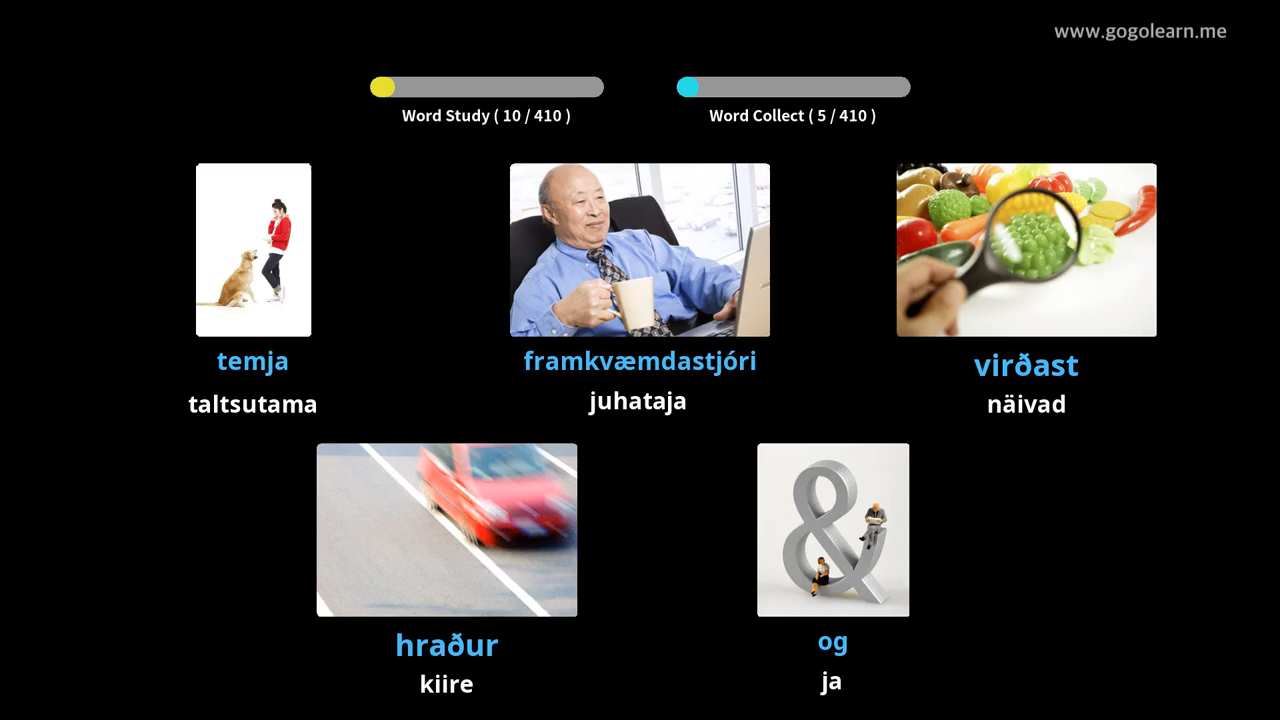 www.gogolearn.me
Word Study ( 10 / 410 )
Word Collect ( 5 / 410 )
temja
taltsutama
framkvæmdastjóri
juhataja
virðast
näivad
hraður
kiire
&
og
ja